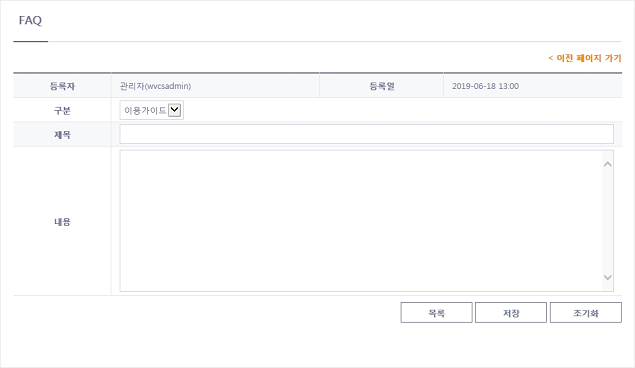 FAQ
< 이전 페이지 가기
등록자 관리자(wvcsadmin) 등록일 2019-06-18 13:00
구분 이용가이드
제목
내용
목록 저장 초기화